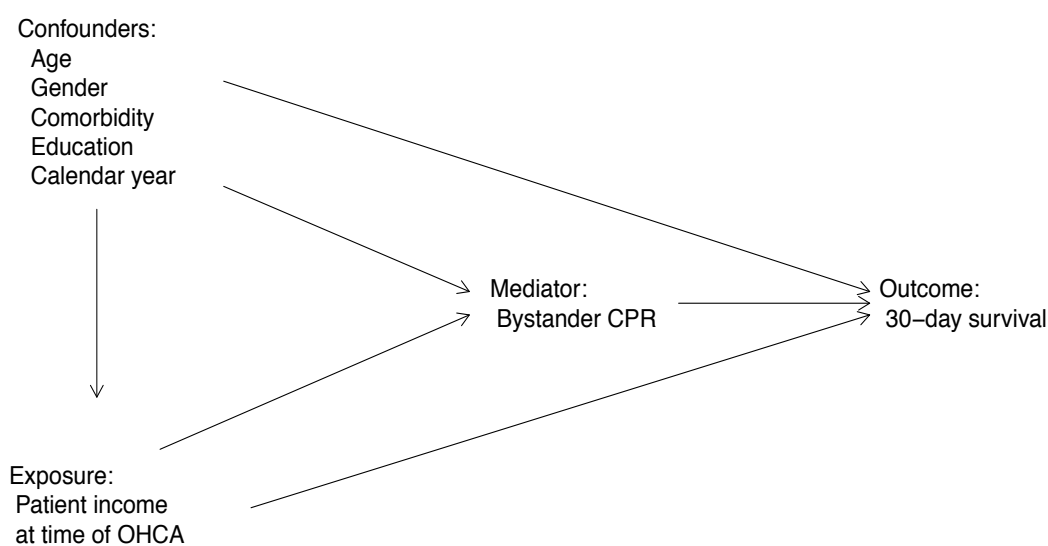 Confounders:
Age
Gender
Comorbidity
Education
Calendar year
Mediator:
Bystander CPR
Outcome:
30−day survival
Exposure:
Patient income
at time of OHCA